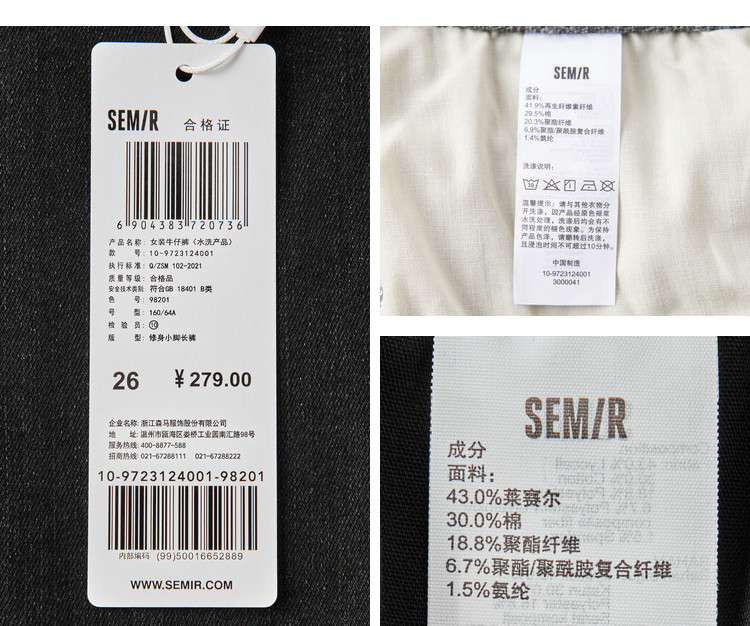 SEM/R 合格证
6 904383 720736
产品名称: 女装牛仔裤（水洗产品）
款 号: 10-9723124001
执行标准: Q/ZSM 102-2021
质量等级: 合格品
安全技术类别: 符合GB 18401 B类
色 号: 98201
号 型: 160/64A
检 验 员: ⑩
版 型: 修身小脚长裤
26 ￥279.00
企业名称: 浙江森马服饰股份有限公司
地 址: 温州市瓯海区娄桥工业园南汇路98号
服务热线: 400-8877-588
招商热线: 021-67288111 021-67288222
10-9723124001-98201
内部编码 (99)50016652889
WWW.SEMIR.COM
SEM/R
成分
面料:
41.9%再生纤维素纤维
29.5%棉
20.3%聚酯纤维
6.9%聚酯/聚酰胺复合纤维
1.4%氨纶
洗涤说明:
温馨提示: 请与其他衣物分
开洗涤, 因产品经原色褪浆
水洗处理, 洗涤后均会有不
同程度的褪色现象。为保持
产品色泽, 请翻转后洗涤,
且浸泡时间不可超过10分钟
中国制造
10-9723124001
3000041
SEM/R
成分
面料:
43.0%莱赛尔
30.0%棉
18.8%聚酯纤维
6.7%聚酯/聚酰胺复合纤维
1.5%氨纶